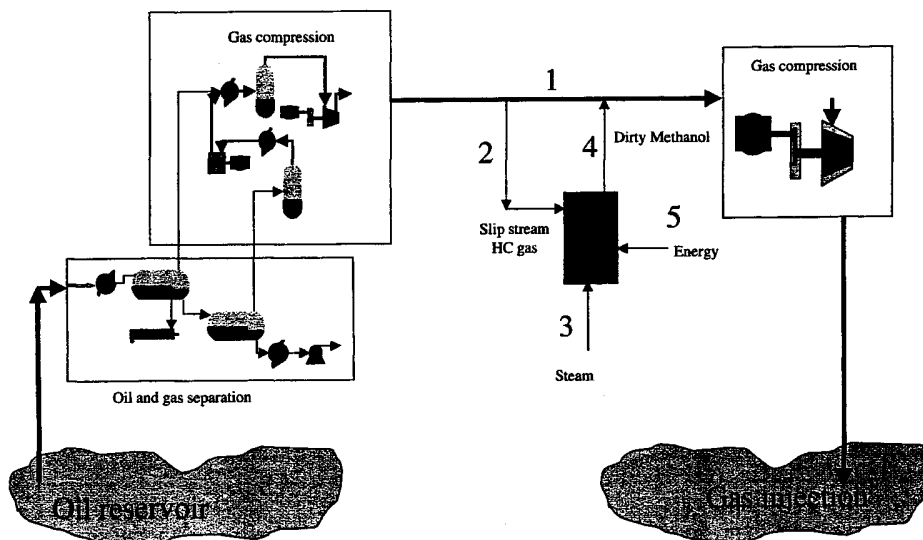 Gas compression
1
Gas compression
2
4
Dirty Methanol
Slip stream
HC gas
5
Energy
3
Steam
Oil and gas separation
Oil reservoir
Gas injection